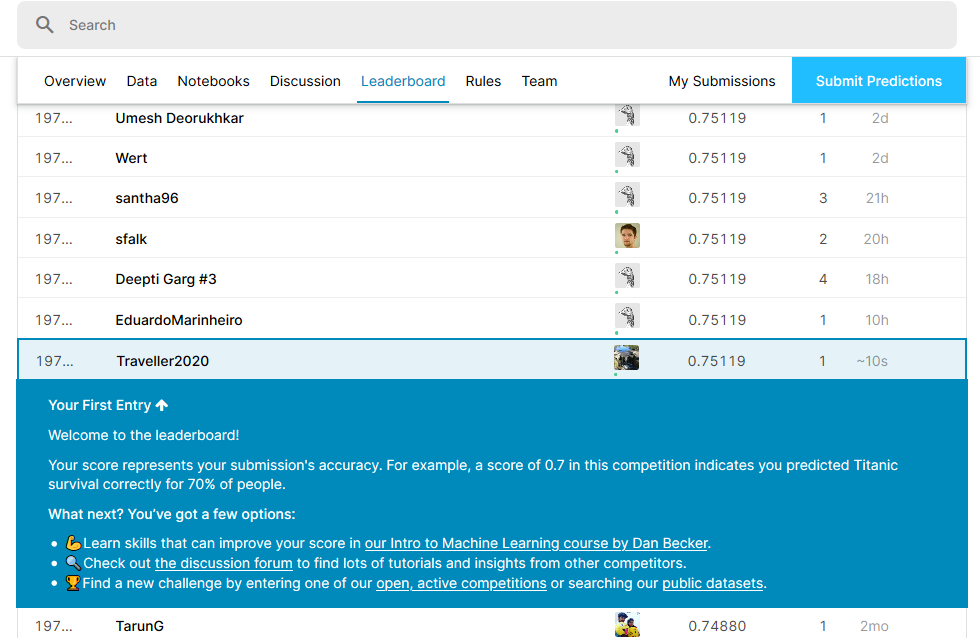 Search
Overview Data Notebooks Discussion Leaderboard Rules Team My Submissions Submit Predictions
197... Umesh Deorukhkar 0.75119 1 2d
197... Wert 0.75119 1 2d
197... santha96 0.75119 3 21h
197... sfalk 0.75119 2 20h
197... Deepti Garg #3 0.75119 4 18h
197... EduardoMarinheiro 0.75119 1 10h
197... Traveller2020 0.75119 1 ~10s
Your First Entry ↑
Welcome to the leaderboard!
Your score represents your submission's accuracy. For example, a score of 0.7 in this competition indicates you predicted Titanic
survival correctly for 70% of people.
What next? You've got a few options:
• 💪Learn skills that can improve your score in our Intro to Machine Learning course by Dan Becker.
• 🔍Check out the discussion forum to find lots of tutorials and insights from other competitors.
• 🏆Find a new challenge by entering one of our open, active competitions or searching our public datasets.
197... TarunG 0.74880 1 2mo